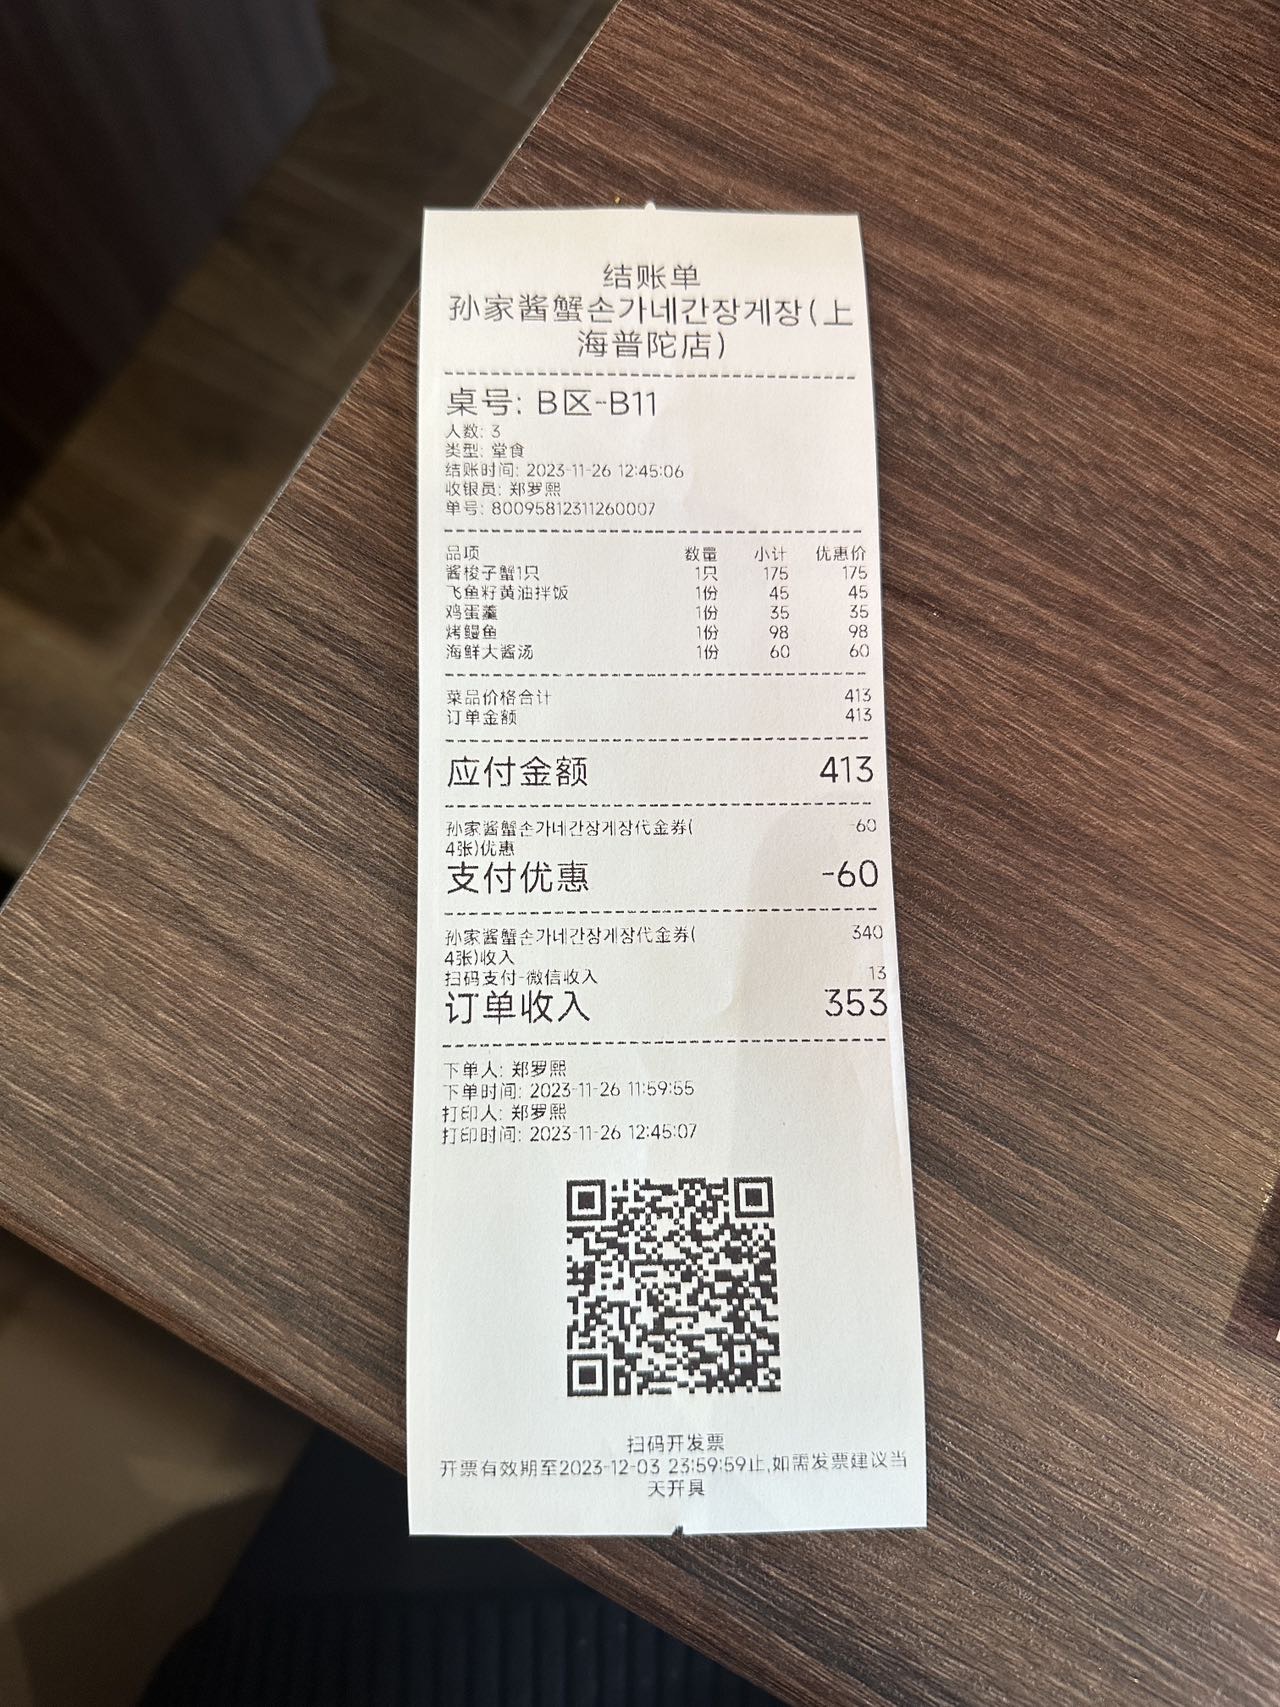 结账单
孙家酱蟹손가네간장게장(上
海普陀店)
桌号: B区-B11
人数: 3
类型: 堂食
结账时间: 2023-11-26 12:45:06
收银员: 郑罗熙
单号: 80095812311260007
品项 数量 小计 优惠价
酱梭子蟹1只 1只 175 175
飞鱼籽黄油拌饭 1份 45 45
鸡蛋羹 1份 35 35
烤鳗鱼 1份 98 98
海鲜大酱汤 1份 60 60
菜品价格合计 413
订单金额 413
应付金额 413
孙家酱蟹손가네간장게장代金券( -60
4张)优惠
支付优惠 -60
孙家酱蟹손가네간장게장代金券( 340
4张)收入
扫码支付-微信收入 13
订单收入 353
下单人: 郑罗熙
下单时间: 2023-11-26 11:59:55
打印人: 郑罗熙
打印时间: 2023-11-26 12:45:07
扫码开发票
开票有效期至2023-12-03 23:59:59止,如需发票建议当
天开具